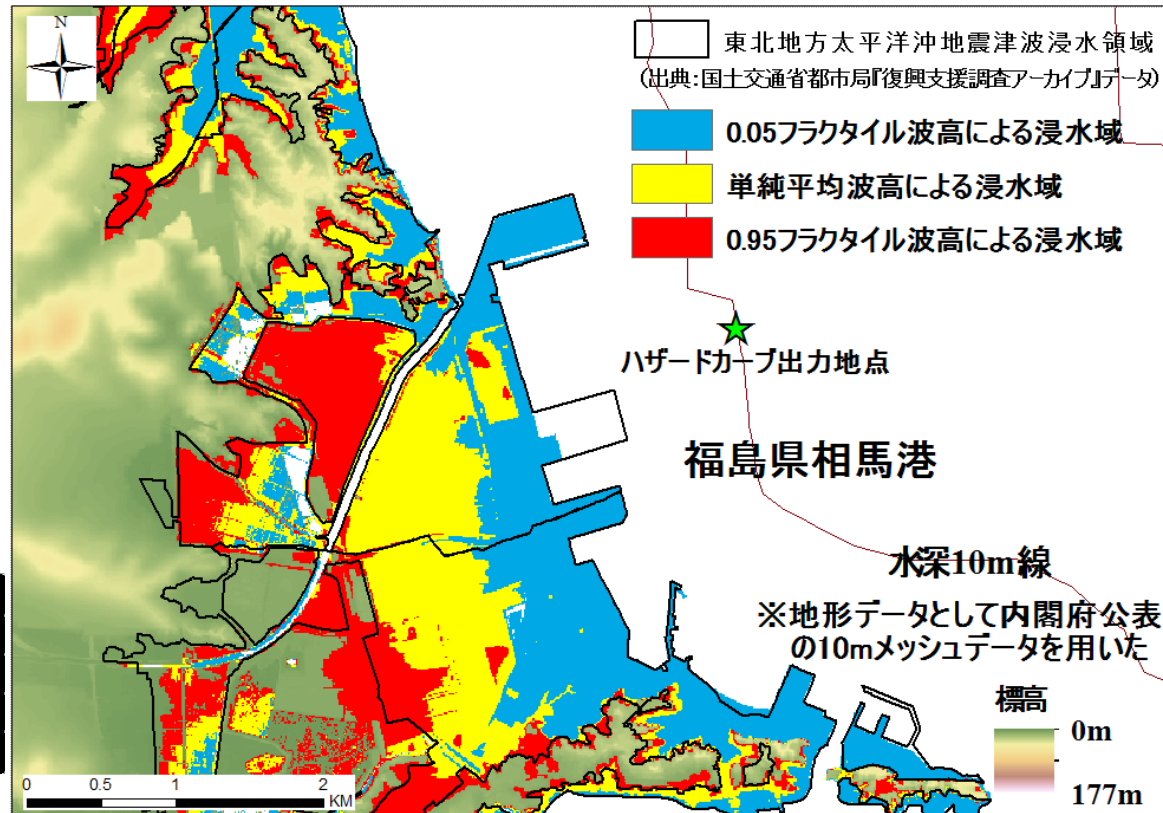 N
東北地方太平洋沖地震津波浸水領域
(出典:国土交通省都市局『復興支援調査アーカイブ』データ)
0.05フラクタイル波高による浸水域
単純平均波高による浸水域
0.95フラクタイル波高による浸水域
ハザードカーブ出力地点
福島県相馬港
水深10m線
※地形データとして内閣府公表
の10mメッシュデータを用いた
標高
0m
177m
0 0.5 1 2
KM